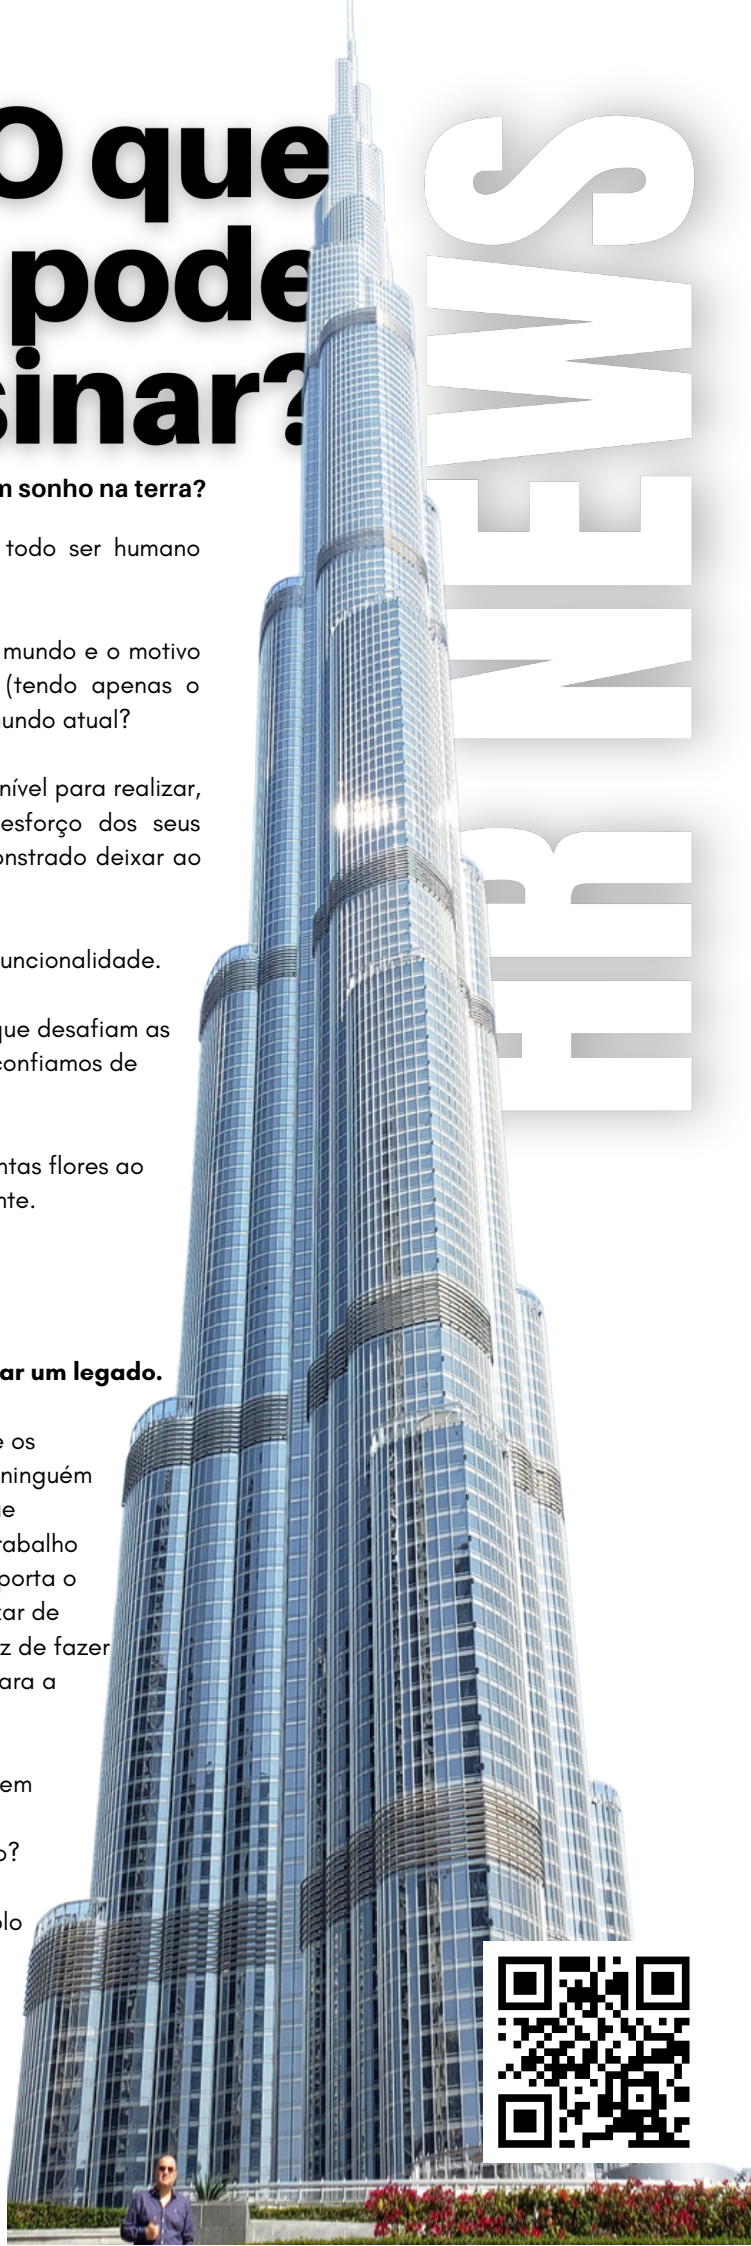 O que
pode
sinar?
m sonho na terra?
todo ser humano
mundo e o motivo
(tendo apenas o
undo atual?
nível para realizar,
esforço dos seus
onstrado deixar ao
uncionalidade.
que desafiam as
confiamos de
ntas flores ao
nte.
ar um legado.
e os
ninguém
ue
rabalho
porta o
tar de
z de fazer
ara a
em
o?
plo
HR NEWS